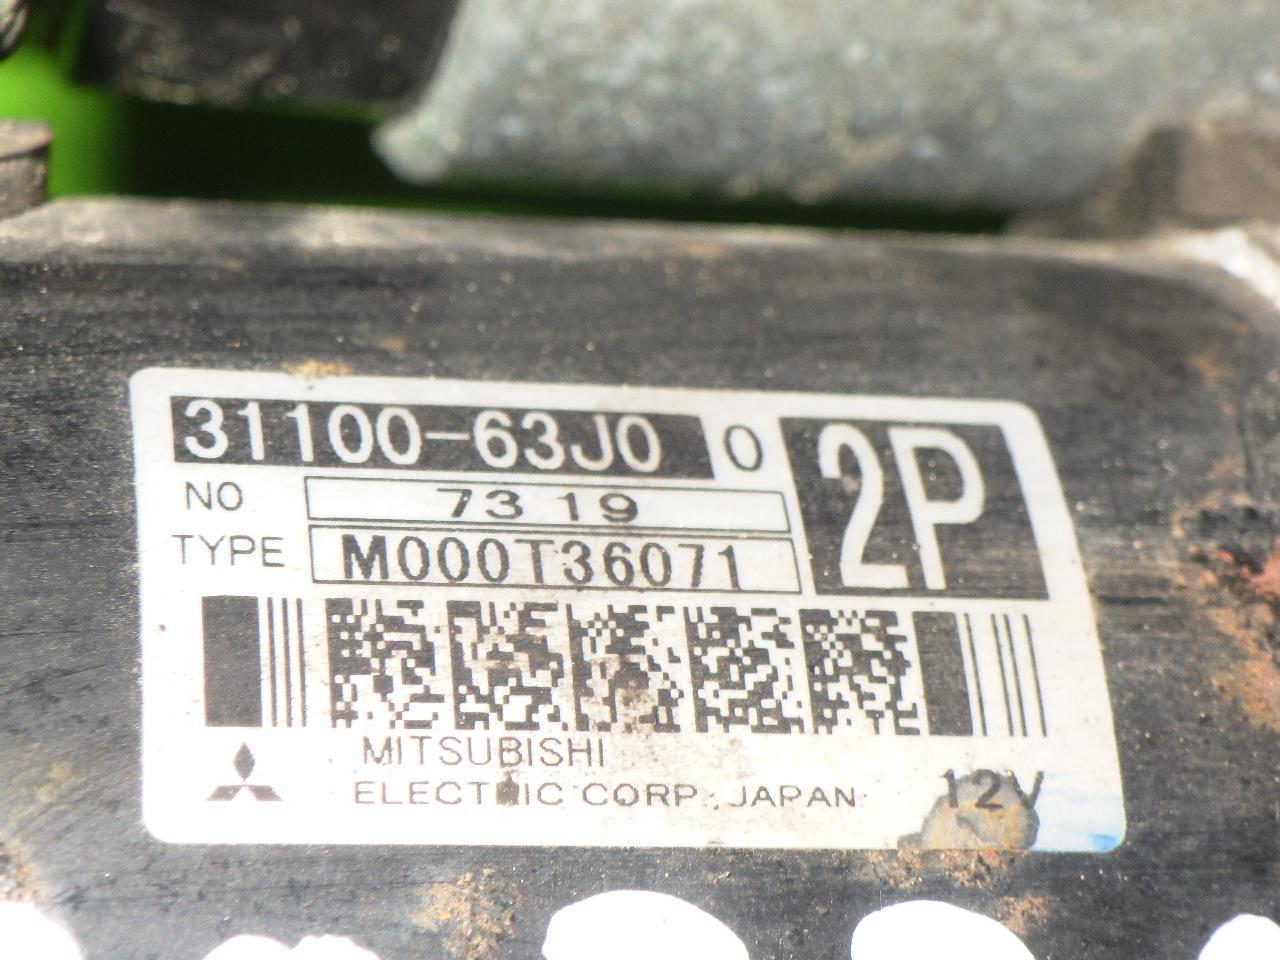 31100-63J0 0
2P
NO 7319
TYPE M000T36071
MITSUBISHI
ELECTRIC CORP. JAPAN 12V